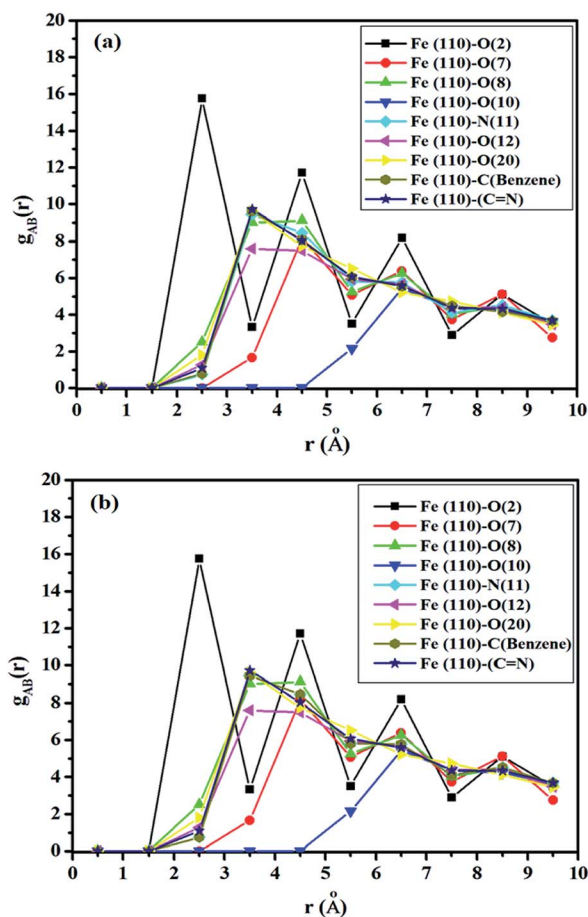 (a)
Fe (110)-O(2)
Fe (110)-O(7)
Fe (110)-O(8)
Fe (110)-O(10)
Fe (110)-N(11)
Fe (110)-O(12)
Fe (110)-O(20)
Fe (110)-C(Benzene)
Fe (110)-(C=N)
20
18
16
14
12
10
8
6
4
2
0
g_AB(r)
0 1 2 3 4 5 6 7 8 9 10
r (Å)
(b)
Fe (110)-O(2)
Fe (110)-O(7)
Fe (110)-O(8)
Fe (110)-O(10)
Fe (110)-N(11)
Fe (110)-O(12)
Fe (110)-O(20)
Fe (110)-C(Benzene)
Fe (110)-(C=N)
20
18
16
14
12
10
8
6
4
2
0
g_AB(r)
0 1 2 3 4 5 6 7 8 9 10
r (Å)